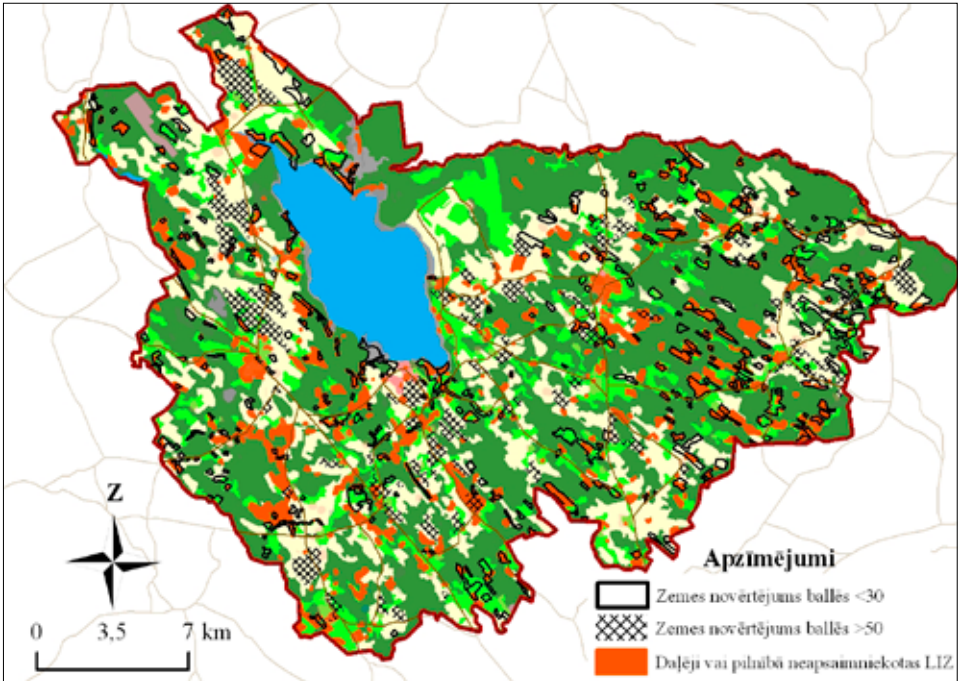 Z
0 3,5 7 km
Apzīmējumi
Zemes novērtējums ballēs <30
Zemes novērtējums ballēs >50
Daļēji vai pilnībā neapsaimniekotas LIZ